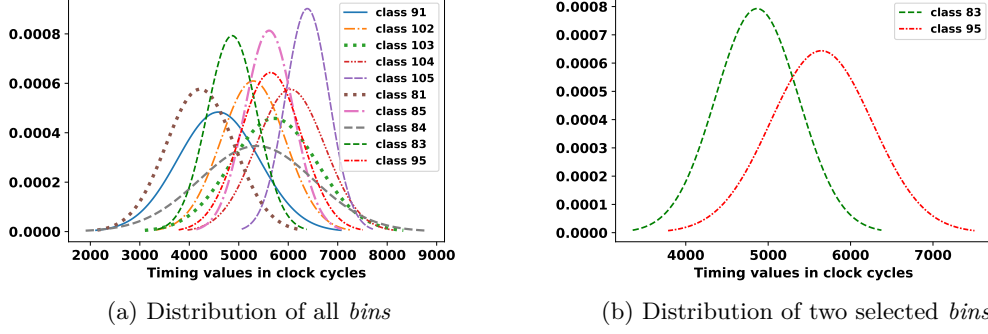 0.0008
0.0006
0.0004
0.0002
0.0000
2000 3000 4000 5000 6000 7000 8000 9000
Timing values in clock cycles
class 91
class 102
class 103
class 104
class 105
class 81
class 85
class 84
class 83
class 95
(a) Distribution of all bins
0.0008
0.0007
0.0006
0.0005
0.0004
0.0003
0.0002
0.0001
0.0000
4000 5000 6000 7000
Timing values in clock cycles
class 83
class 95
(b) Distribution of two selected bins